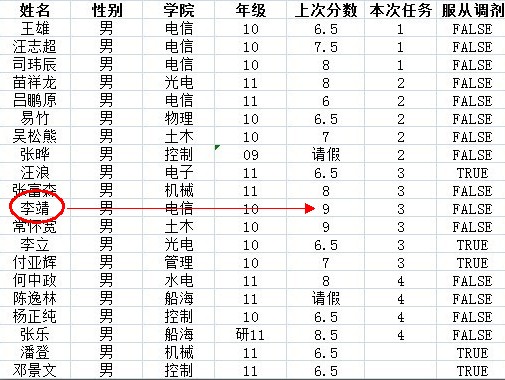 姓名 性别 学院 年级 上次分数 本次任务 服从调剂
王雄 男 电信 10 6.5 1 FALSE
汪志超 男 电信 10 7.5 1 FALSE
司玮辰 男 电信 10 8 1 FALSE
苗祥龙 男 光电 11 8 2 FALSE
吕鹏原 男 电信 11 6 2 FALSE
易竹 男 物理 10 6.5 2 FALSE
吴松熊 男 土木 10 7 2 FALSE
张晔 男 控制 09 请假 2 FALSE
汪浪 男 电子 11 6.5 3 TRUE
张富森 男 机械 11 8 3 FALSE
李靖 男 电信 10 9 3 FALSE
常怀宽 男 土木 10 9 3 FALSE
李立 男 光电 10 6.5 3 TRUE
付亚辉 男 管理 10 7 3 TRUE
何中政 男 水电 11 8 4 FALSE
陈逸林 男 船海 11 请假 4 FALSE
杨正纯 男 控制 10 6.5 4 FALSE
张乐 男 船海 研11 8.5 4 FALSE
潘登 男 机械 11 6.5 TRUE
邓景文 男 控制 11 6.5 TRUE